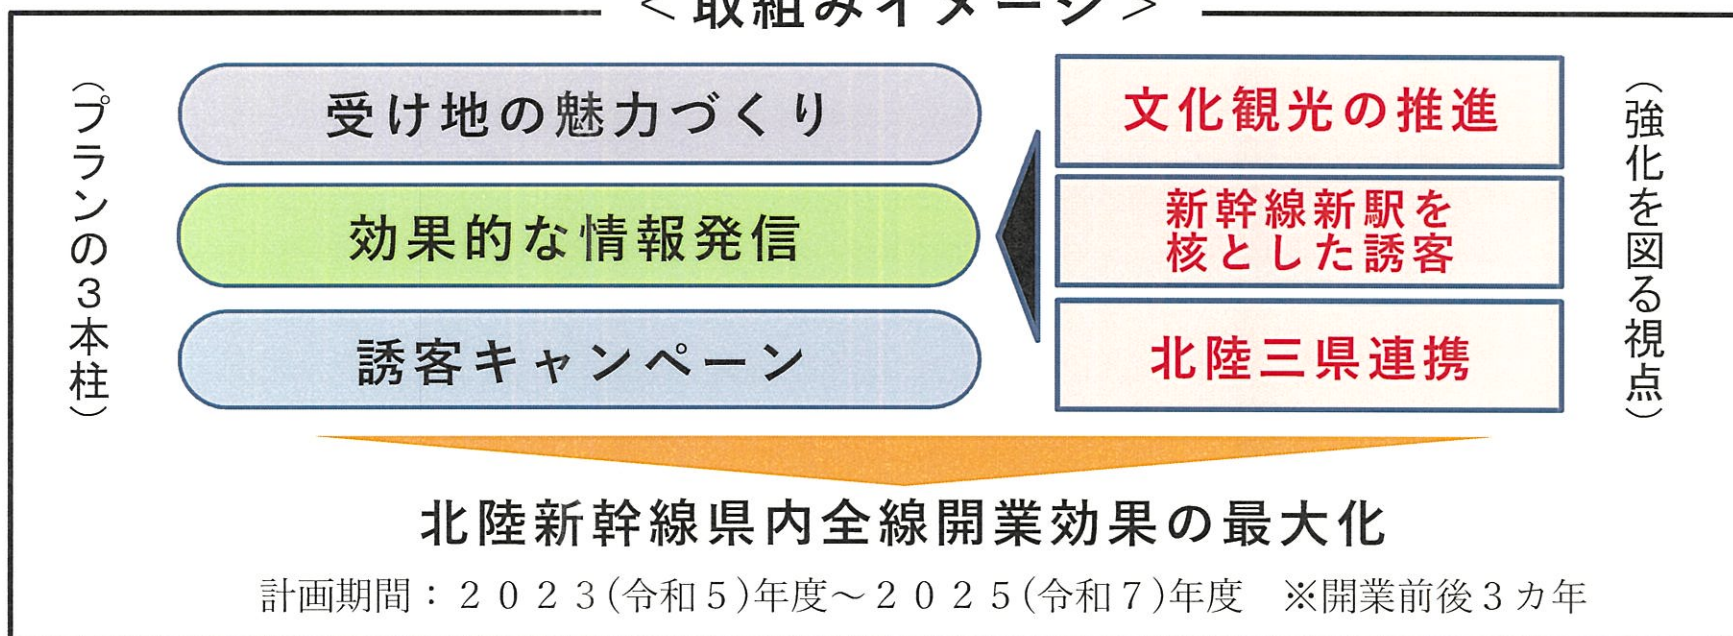 ＜取組みイメージ＞
（プランの３本柱）
受け地の魅力づくり
効果的な情報発信
誘客キャンペーン
文化観光の推進
新幹線新駅を
核とした誘客
北陸三県連携
（強化を図る視点）
北陸新幹線県内全線開業効果の最大化
計画期間：２０２３(令和５)年度～２０２５(令和７)年度　※開業前後３カ年